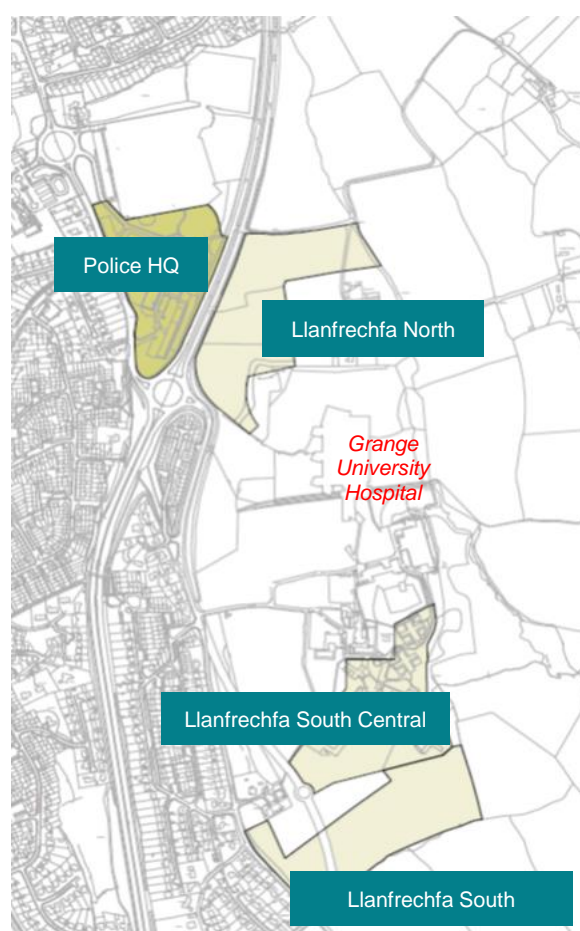 Police HQ
Llanfrechfa North
Grange
University
Hospital
Llanfrechfa South Central
Llanfrechfa South